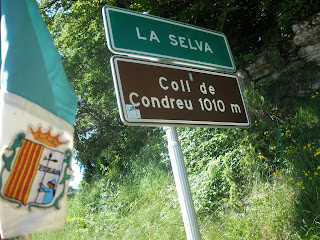 LA SELVA
Coll de
Condreu 1010 m